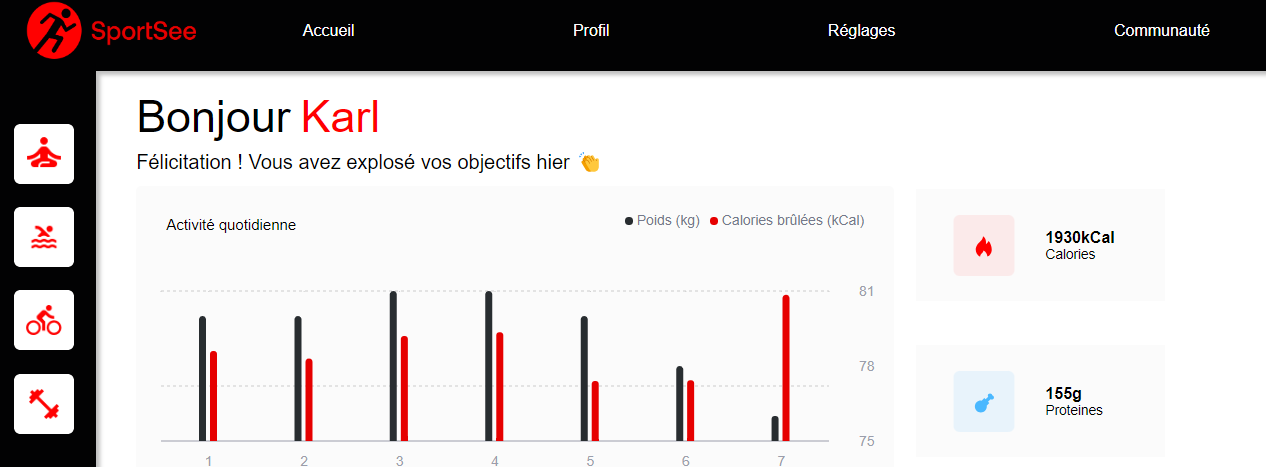 SportSee
Accueil
Profil
Réglages
Communauté
Bonjour Karl
Félicitation ! Vous avez explosé vos objectifs hier 👏
Activité quotidienne
Poids (kg)
Calories brûlées (kCal)
81
78
75
1
2
3
4
5
6
7
1930kCal
Calories
155g
Proteines